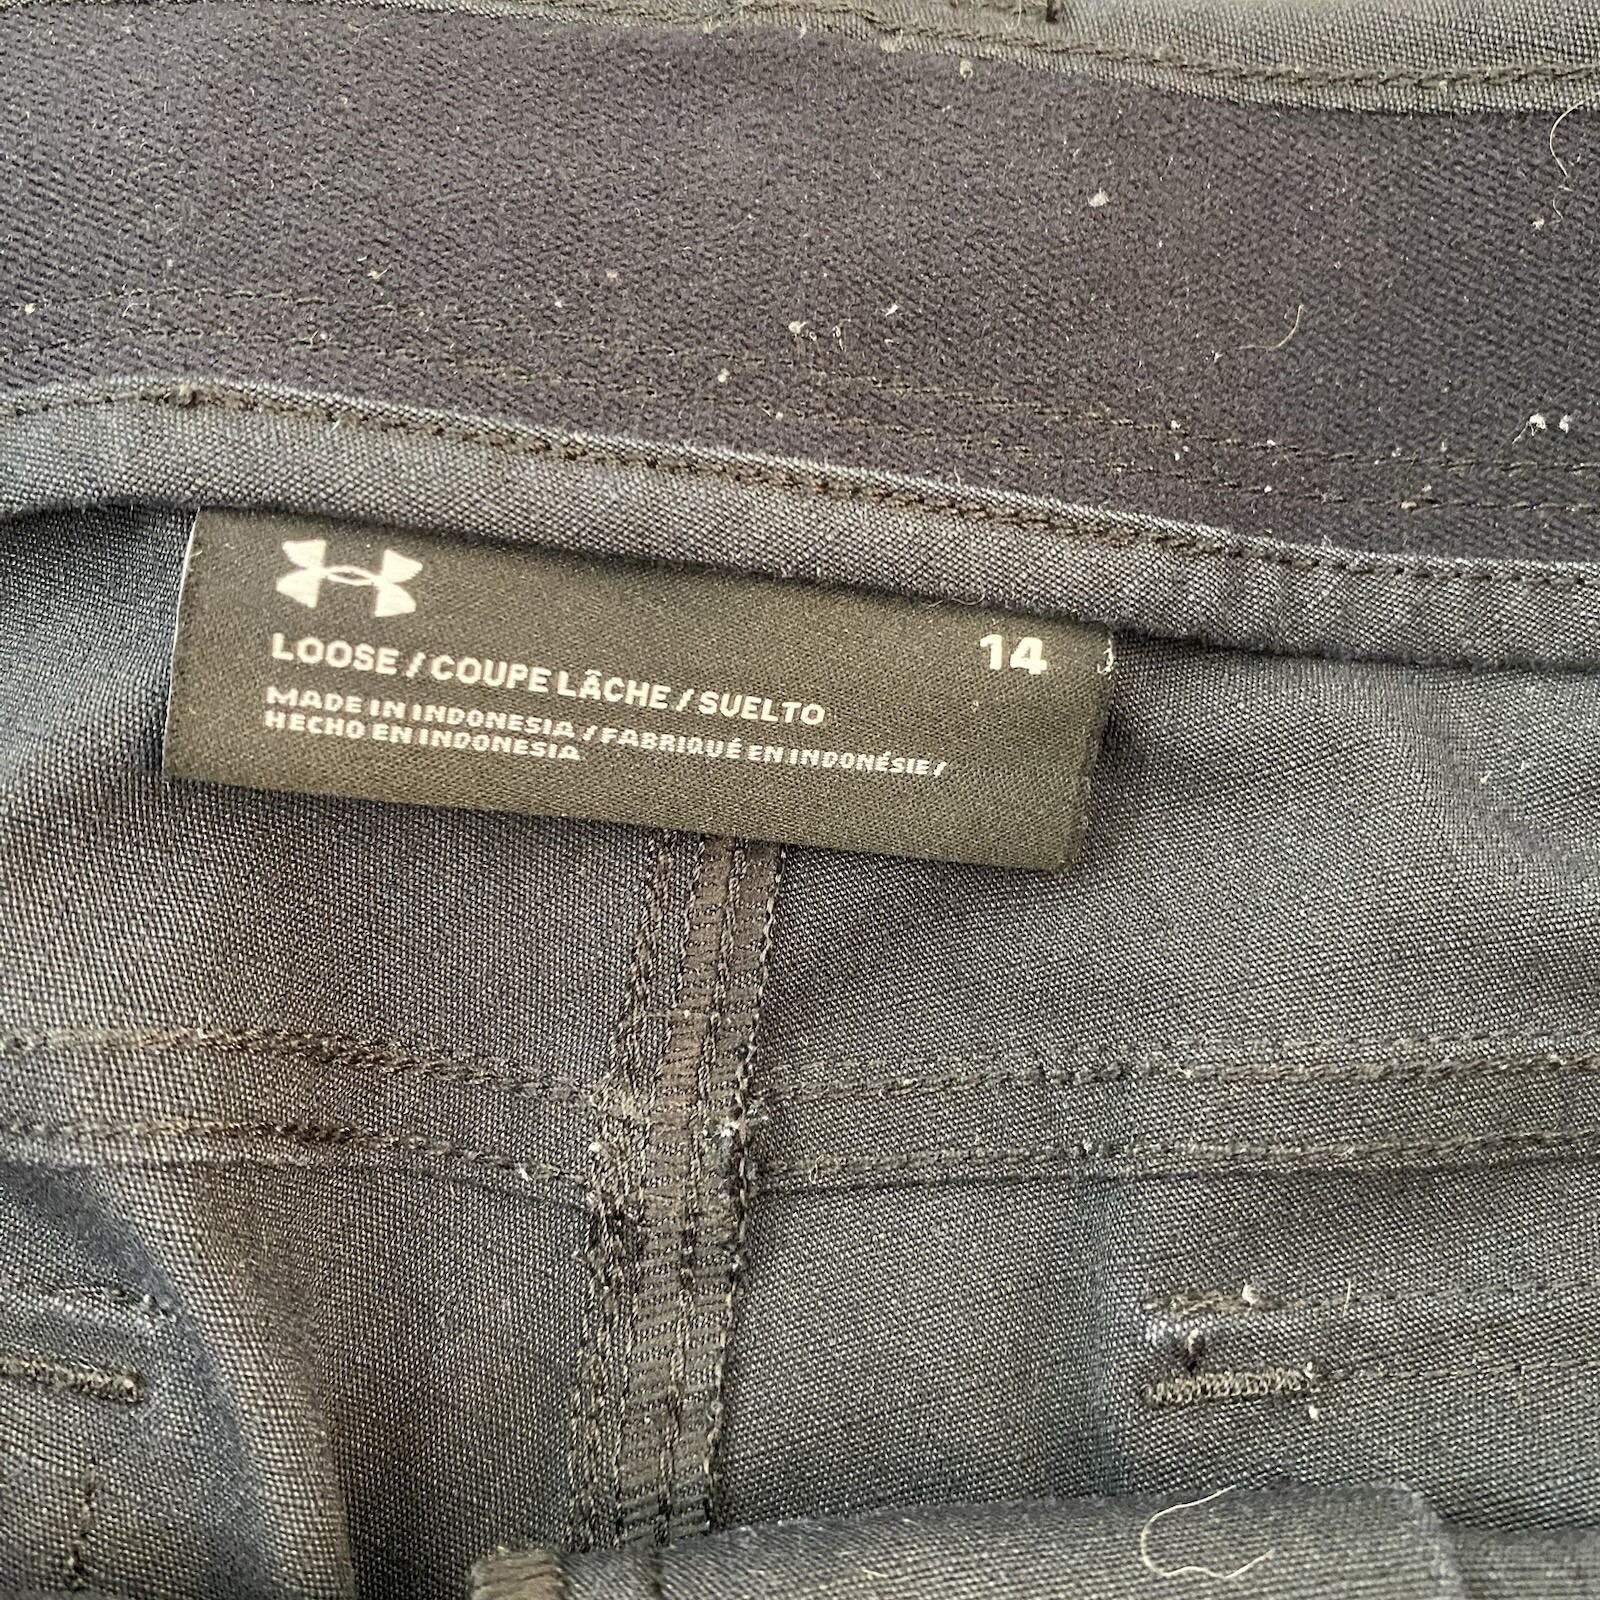 14
LOOSE / COUPE LÂCHE / SUELTO
MADE IN INDONESIA / FABRIQUÉ EN INDONÉSIE /
HECHO EN INDONESIA